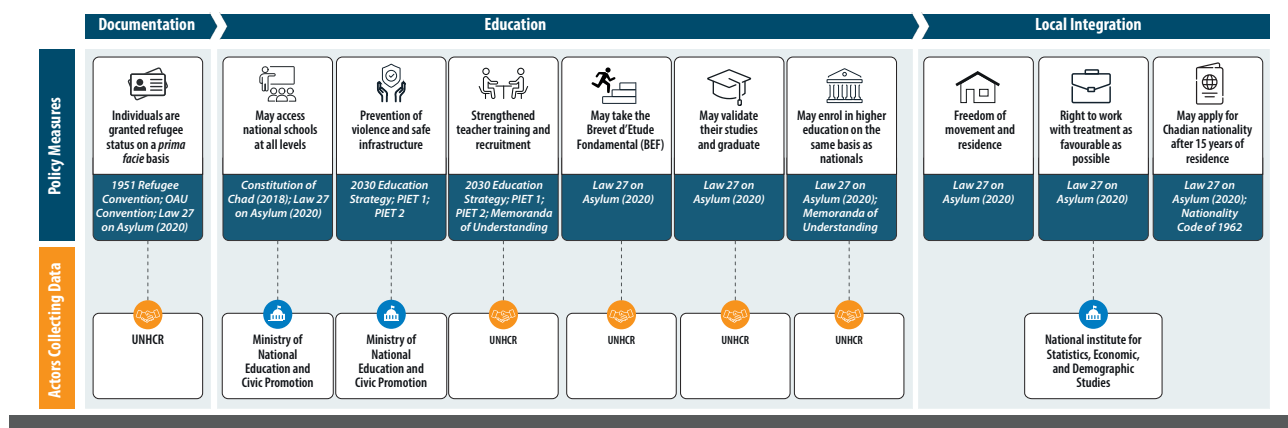 Documentation
Education
Local Integration
Policy Measures
Individuals are
granted refugee
status on a prima
facie basis
1951 Refugee
Convention; OAU
Convention; Law 27
on Asylum (2020)
May access
national schools
at all levels
Constitution of
Chad (2018); Law 27
on Asylum (2020)
Prevention of
violence and safe
infrastructure
2030 Education
Strategy; PIET 1;
PIET 2
Strengthened
teacher training and
recruitment
2030 Education
Strategy; PIET 1;
PIET 2; Memoranda
of Understanding
May take the
Brevet d'Etude
Fondamental (BEF)
Law 27 on
Asylum (2020)
May validate
their studies
and graduate
Law 27 on
Asylum (2020)
May enrol in higher
education on the
same basis as
nationals
Law 27 on
Asylum (2020);
Memoranda of
Understanding
Freedom of
movement and
residence
Law 27 on
Asylum (2020)
Right to work
with treatment as
favourable as
possible
Law 27 on
Asylum (2020)
May apply for
Chadian nationality
after 15 years of
residence
Law 27 on
Asylum (2020);
Nationality
Code of 1962
Actors Collecting Data
UNHCR
Ministry of
National
Education and
Civic Promotion
Ministry of
National
Education and
Civic Promotion
UNHCR
UNHCR
UNHCR
UNHCR
National institute for
Statistics, Economic,
and Demographic
Studies